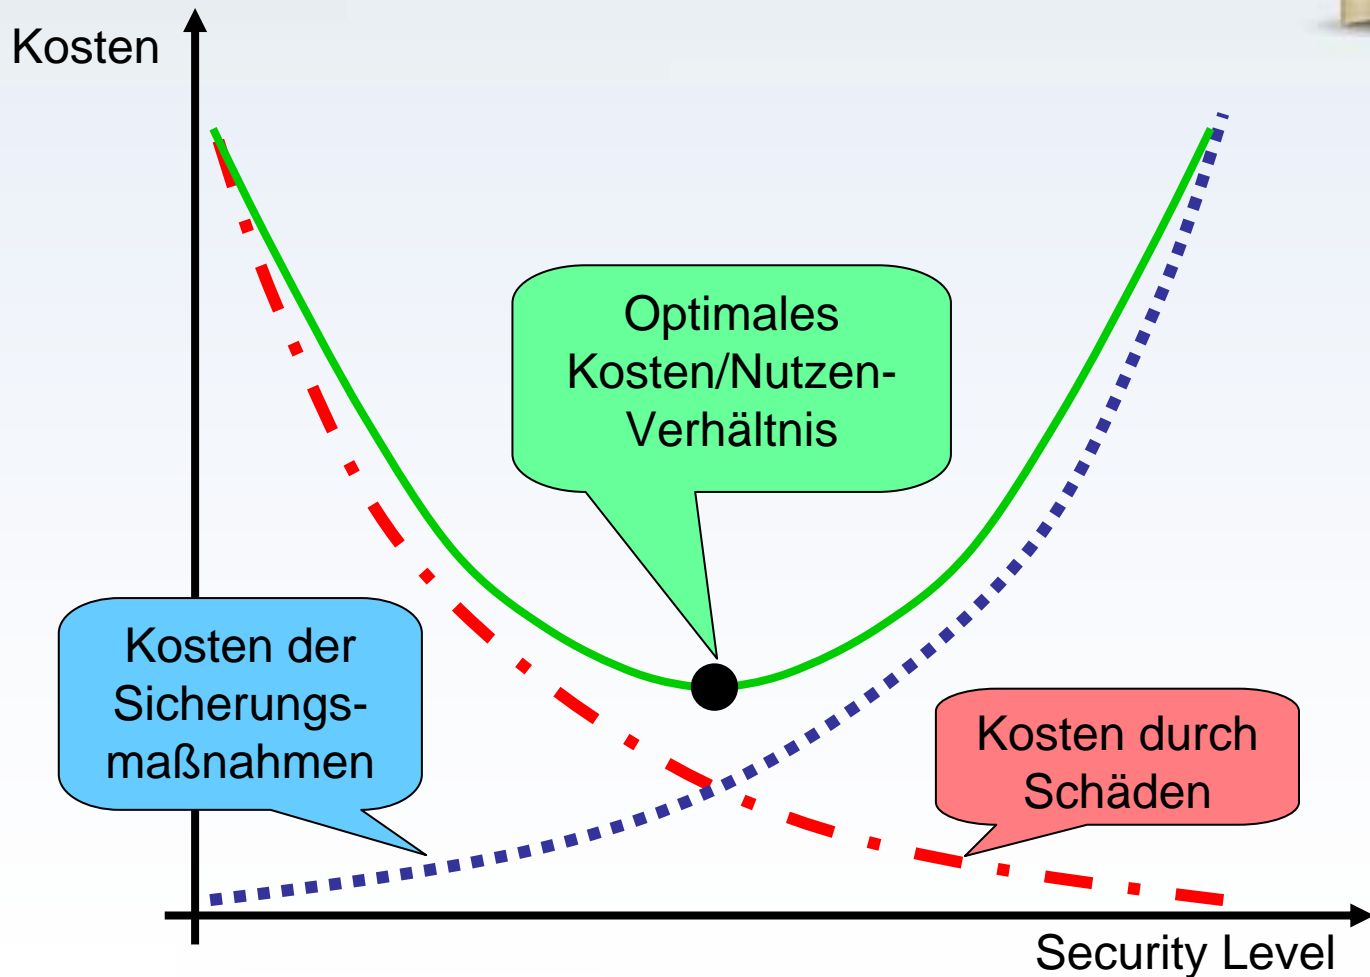 Kosten
Optimales
Kosten/Nutzen-
Verhältnis
Kosten der
Sicherungs-
maßnahmen
Kosten durch
Schäden
Security Level